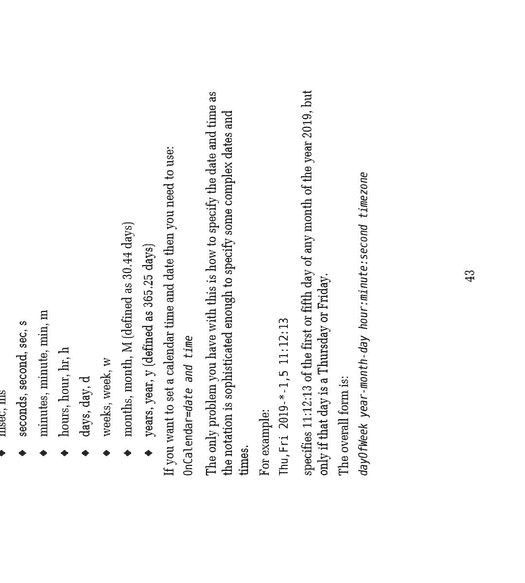 ◆ msec, ms
◆ seconds, second, sec, s
◆ minutes, minute, min, m
◆ hours, hour, hr, h
◆ days, day, d
◆ weeks, week, w
◆ months, month, M (defined as 30.44 days)
◆ years, year, y (defined as 365.25 days)
If you want to set a calendar time and date then you need to use:
OnCalendar=date and time
The only problem you have with this is how to specify the date and time as
the notation is sophisticated enough to specify some complex dates and
times.
For example:
Thu,Fri 2019-*-1,5 11:12:13
specifies 11:12:13 of the first or fifth day of any month of the year 2019, but
only if that day is a Thursday or Friday.
The overall form is:
dayOfWeek year-month-day hour:minute:second timezone
43